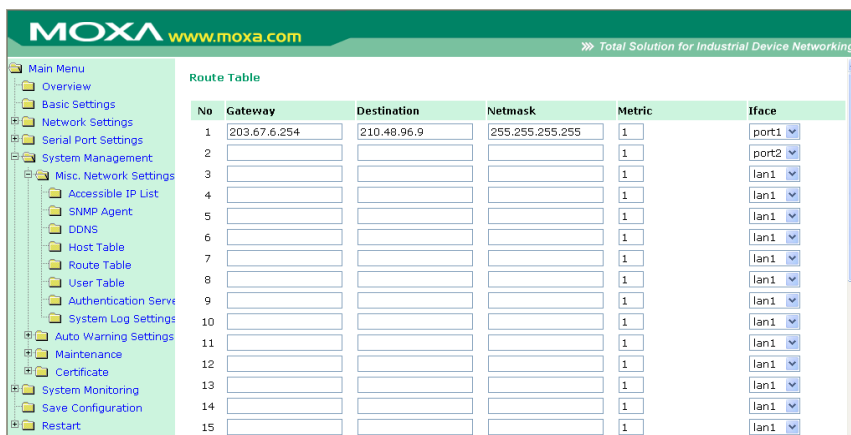 MOXA www.moxa.com
Total Solution for Industrial Device Networking
Main Menu
Overview
Basic Settings
Network Settings
Serial Port Settings
System Management
Misc. Network Settings
Accessible IP List
SNMP Agent
DDNS
Host Table
Route Table
User Table
Authentication Serve
System Log Settings
Auto Warning Settings
Maintenance
Certificate
System Monitoring
Save Configuration
Restart
Route Table
No Gateway Destination Netmask Metric Iface
1 203.67.6.254 210.48.96.9 255.255.255.255 1 port1
2 1 port2
3 1 lan1
4 1 lan1
5 1 lan1
6 1 lan1
7 1 lan1
8 1 lan1
9 1 lan1
10 1 lan1
11 1 lan1
12 1 lan1
13 1 lan1
14 1 lan1
15 1 lan1